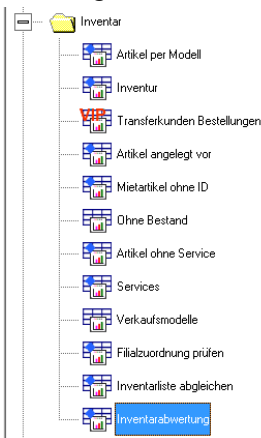 Inventar
Artikel per Modell
Inventur
VIP Transferkunden Bestellungen
Artikel angelegt vor
Mietartikel ohne ID
Ohne Bestand
Artikel ohne Service
Services
Verkaufsmodelle
Filialzuordnung prüfen
Inventarliste abgleichen
Inventarabwertung